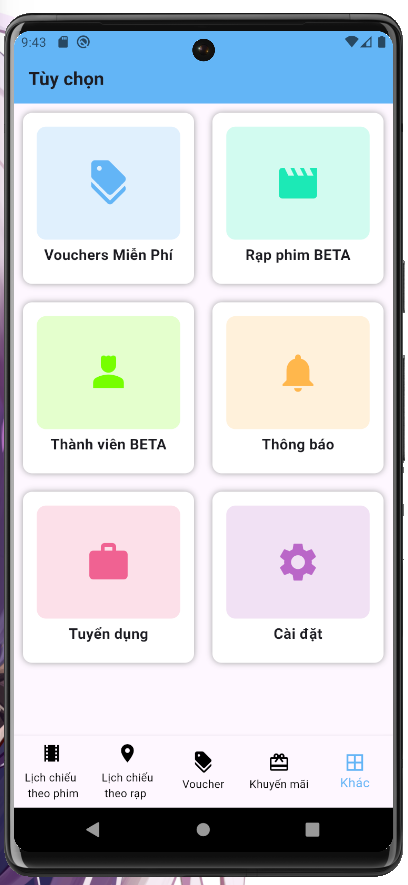 9:43
Tùy chọn
Vouchers Miễn Phí
Rạp phim BETA
Thành viên BETA
Thông báo
Tuyển dụng
Cài đặt
Lịch chiếu
theo phim
Lịch chiếu
theo rạp
Voucher
Khuyến mãi
Khác